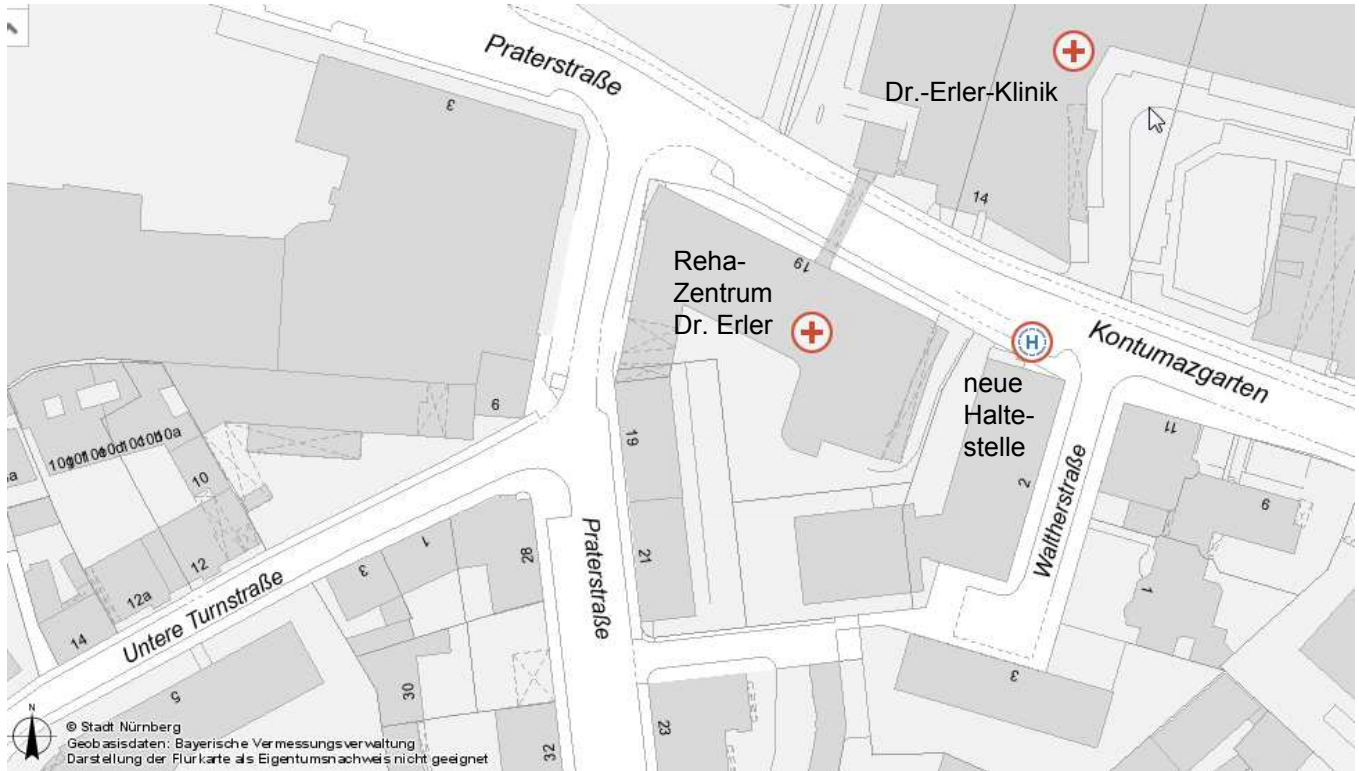 Praterstraße
Dr.-Erler-Klinik
3
14
Reha-
Zentrum
Dr. Erler
19
H
Kontumazgarten
neue
Halte-
stelle
6
19
11
9
2
Waltherstraße
10a
10
12
12a
14
Untere Turnstraße
3
1
28
Praterstraße
21
1
5
30
32
23
3
N
© Stadt Nürnberg
Geobasisdaten: Bayerische Vermessungsverwaltung
Darstellung der Flurkarte als Eigentumsnachweis nicht geeignet